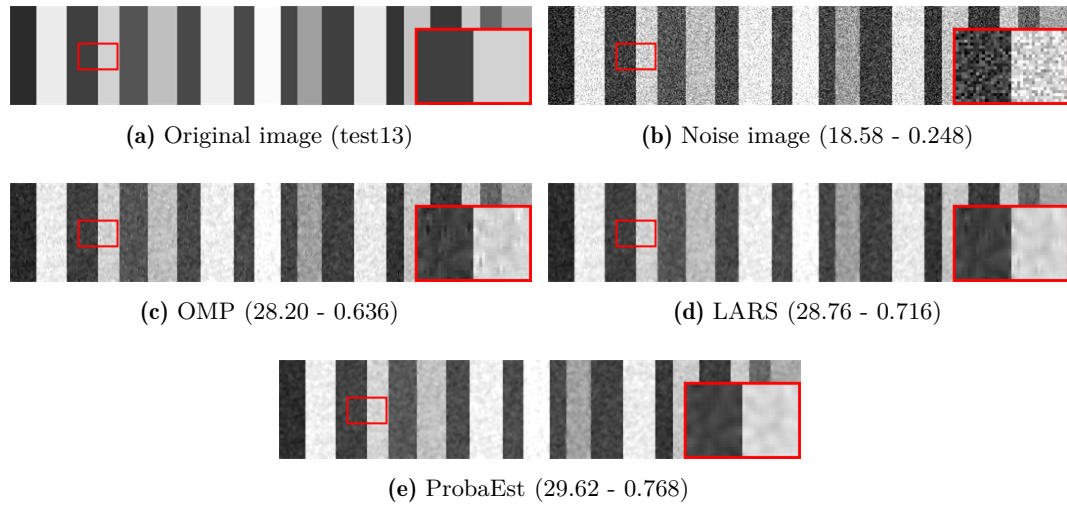 (a) Original image (test13)
(b) Noise image (18.58 - 0.248)
(c) OMP (28.20 - 0.636)
(d) LARS (28.76 - 0.716)
(e) ProbaEst (29.62 - 0.768)